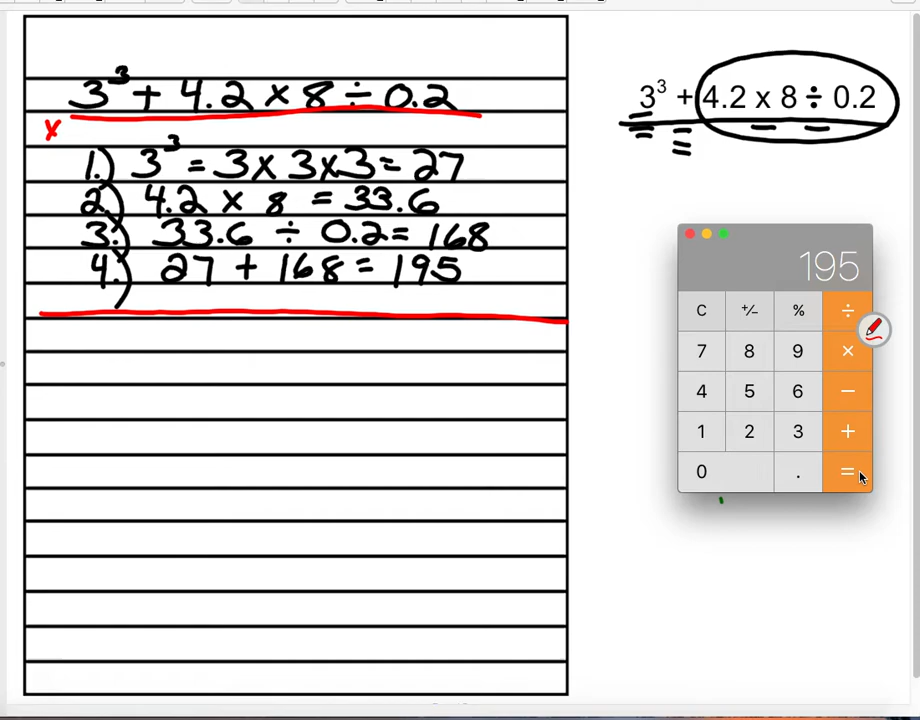 3³ + 4.2 × 8 ÷ 0.2
x
1.) 3³ = 3 × 3 × 3 = 27
2.) 4.2 × 8 = 33.6
3.) 33.6 ÷ 0.2 = 168
4.) 27 + 168 = 195
3³ + 4.2 x 8 ÷ 0.2
195
C +/− % ÷
7 8 9 ×
4 5 6 −
1 2 3 +
0 . =